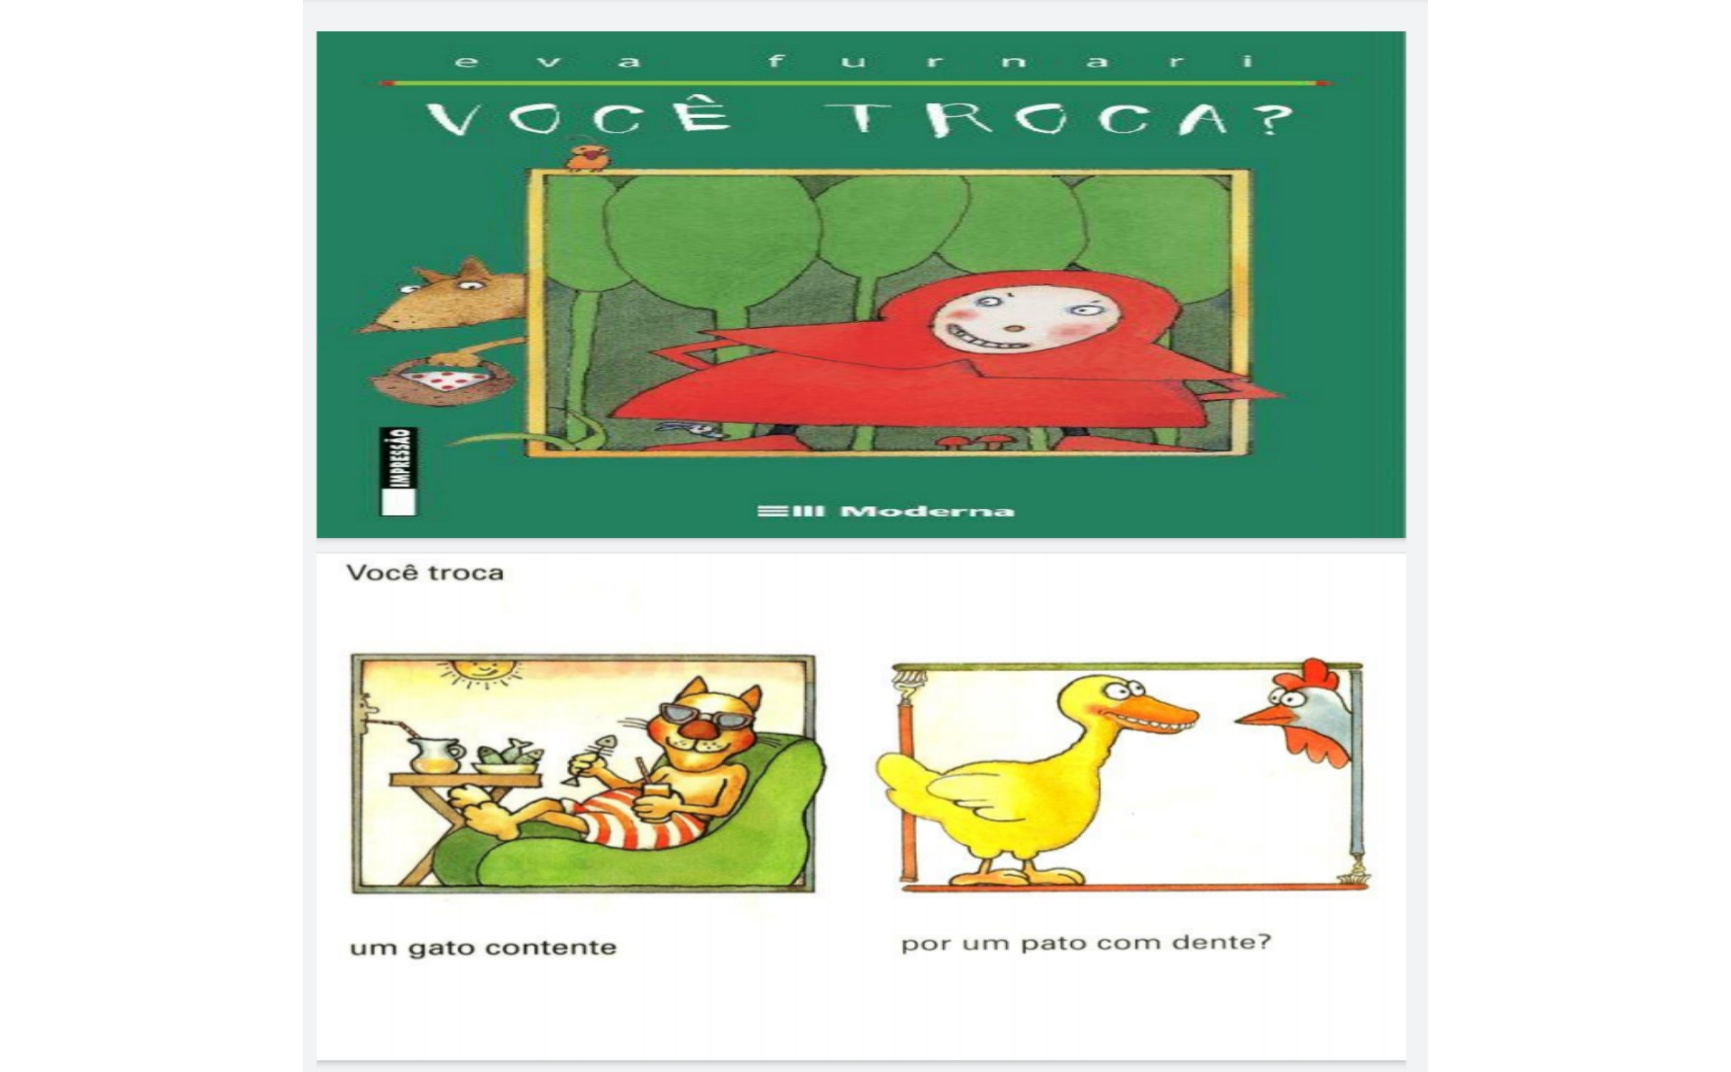 eva furnari
VOCÊ TROCA?
IMPRESSÃO
Moderna
Você troca
um gato contente
por um pato com dente?